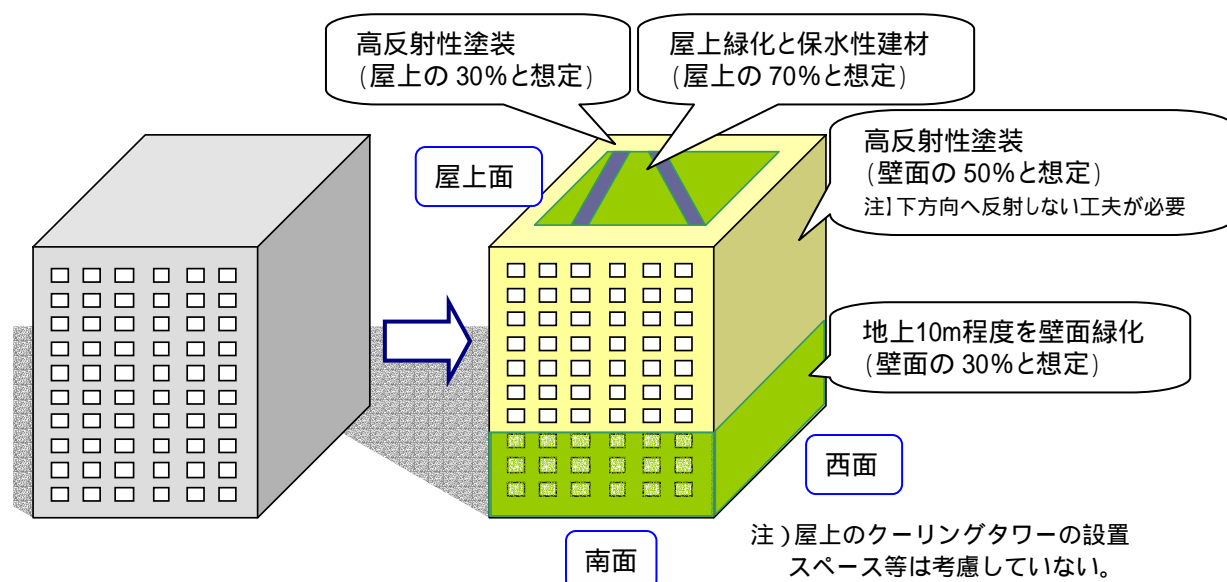 高反射性塗装
(屋上の 30%と想定)
屋上緑化と保水性建材
(屋上の 70%と想定)
高反射性塗装
(壁面の 50%と想定)
注】下方向へ反射しない工夫が必要
屋上面
地上10m程度を壁面緑化
(壁面の 30%と想定)
西面
南面
注)屋上のクーリングタワーの設置
スペース等は考慮していない。